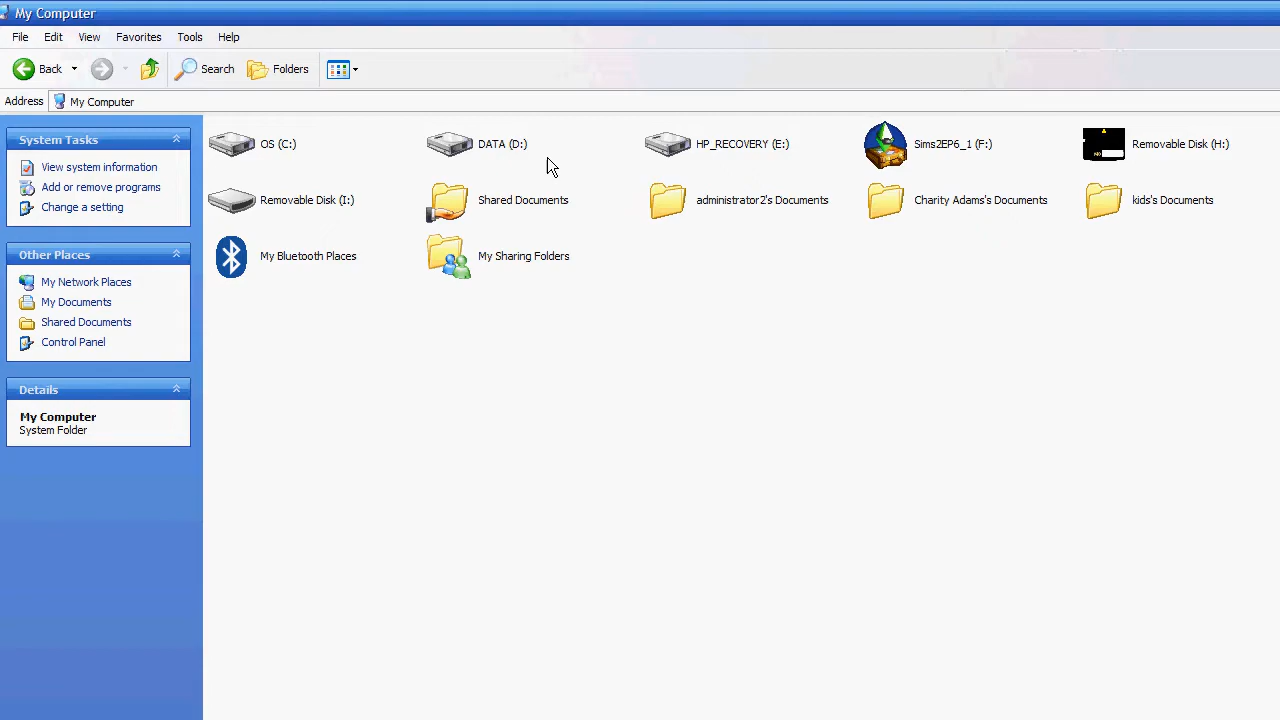 My Computer
File Edit View Favorites Tools Help
Back Search Folders
Address My Computer
System Tasks
View system information
Add or remove programs
Change a setting
Other Places
My Network Places
My Documents
Shared Documents
Control Panel
Details
My Computer
System Folder
OS (C:) DATA (D:) HP_RECOVERY (E:) Sims2EP6_1 (F:) Removable Disk (H:)
Removable Disk (I:) Shared Documents administrator2's Documents Charity Adams's Documents kids's Documents
My Bluetooth Places My Sharing Folders